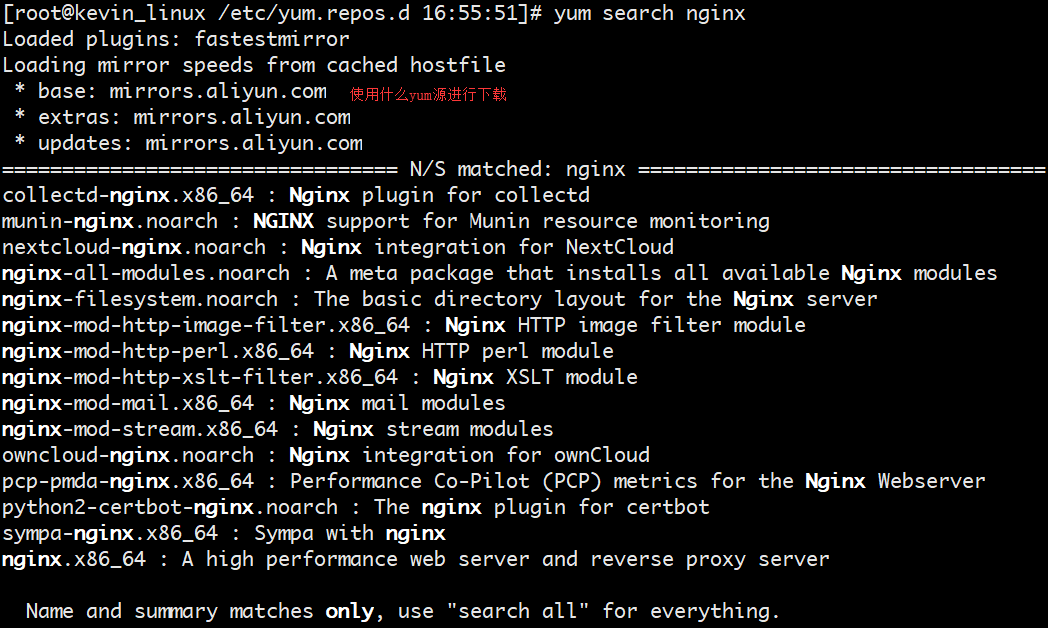 [root@kevin_linux /etc/yum.repos.d 16:55:51]# yum search nginx
Loaded plugins: fastestmirror
Loading mirror speeds from cached hostfile
 * base: mirrors.aliyun.com 使用什么yum源进行下载
 * extras: mirrors.aliyun.com
 * updates: mirrors.aliyun.com
================================= N/S matched: nginx ==================================
collectd-nginx.x86_64 : Nginx plugin for collectd
munin-nginx.noarch : NGINX support for Munin resource monitoring
nextcloud-nginx.noarch : Nginx integration for NextCloud
nginx-all-modules.noarch : A meta package that installs all available Nginx modules
nginx-filesystem.noarch : The basic directory layout for the Nginx server
nginx-mod-http-image-filter.x86_64 : Nginx HTTP image filter module
nginx-mod-http-perl.x86_64 : Nginx HTTP perl module
nginx-mod-http-xslt-filter.x86_64 : Nginx XSLT module
nginx-mod-mail.x86_64 : Nginx mail modules
nginx-mod-stream.x86_64 : Nginx stream modules
owncloud-nginx.noarch : Nginx integration for ownCloud
pcp-pmda-nginx.x86_64 : Performance Co-Pilot (PCP) metrics for the Nginx Webserver
python2-certbot-nginx.noarch : The nginx plugin for certbot
sympa-nginx.x86_64 : Sympa with nginx
nginx.x86_64 : A high performance web server and reverse proxy server
  Name and summary matches only, use "search all" for everything.